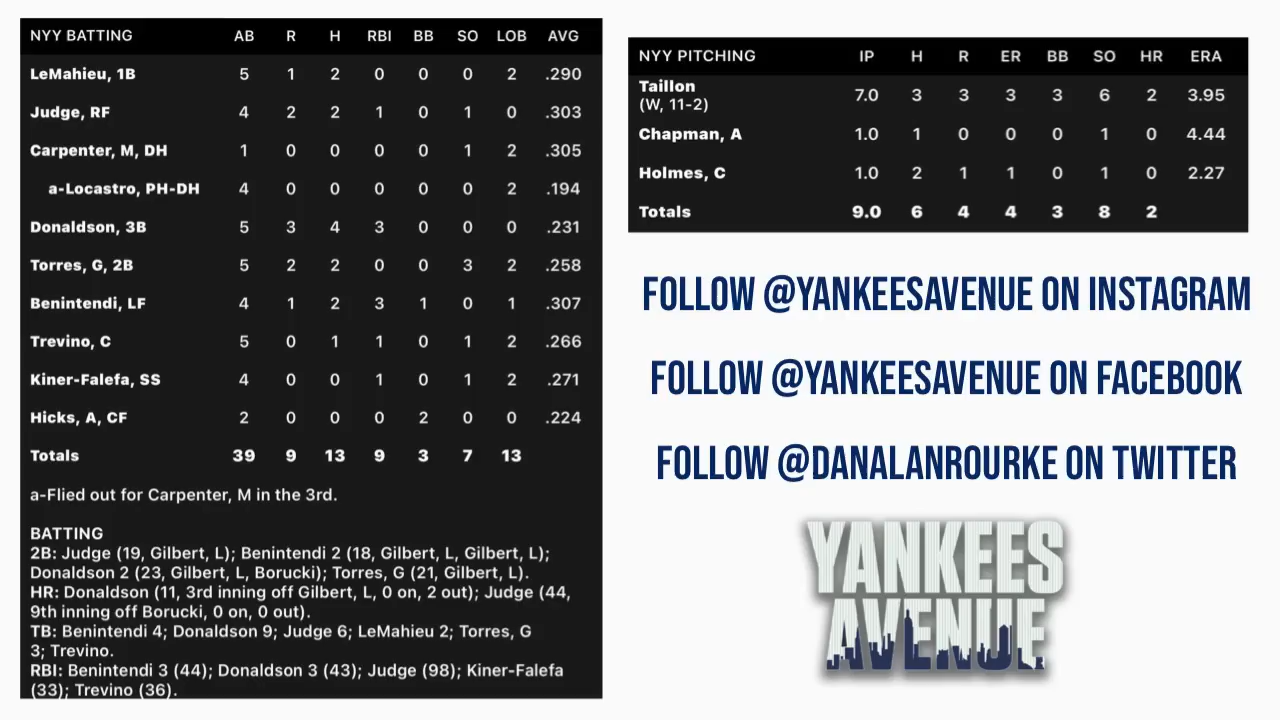 NYY BATTING AB R H RBI BB SO LOB AVG
LeMahieu, 1B 5 1 2 0 0 0 2 .290
Judge, RF 4 2 2 1 0 1 0 .303
Carpenter, M, DH 1 0 0 0 0 1 2 .305
a-Locastro, PH-DH 4 0 0 0 0 0 2 .194
Donaldson, 3B 5 3 4 3 0 0 0 .231
Torres, G, 2B 5 2 2 0 0 3 2 .258
Benintendi, LF 4 1 2 3 1 0 1 .307
Trevino, C 5 0 1 1 0 1 2 .266
Kiner-Falefa, SS 4 0 0 1 0 1 2 .271
Hicks, A, CF 2 0 0 0 2 0 0 .224
Totals 39 9 13 9 3 7 13
a-Flied out for Carpenter, M in the 3rd.
BATTING
2B: Judge (19, Gilbert, L); Benintendi 2 (18, Gilbert, L, Gilbert, L);
Donaldson 2 (23, Gilbert, L, Borucki); Torres, G (21, Gilbert, L).
HR: Donaldson (11, 3rd inning off Gilbert, L, 0 on, 2 out); Judge (44,
9th inning off Borucki, 0 on, 0 out).
TB: Benintendi 4; Donaldson 9; Judge 6; LeMahieu 2; Torres, G
3; Trevino.
RBI: Benintendi 3 (44); Donaldson 3 (43); Judge (98); Kiner-Falefa
(33); Trevino (36).
NYY PITCHING IP H R ER BB SO HR ERA
Taillon
(W, 11-2) 7.0 3 3 3 3 6 2 3.95
Chapman, A 1.0 1 0 0 0 1 0 4.44
Holmes, C 1.0 2 1 1 0 1 0 2.27
Totals 9.0 6 4 4 3 8 2
FOLLOW @YANKEESAVENUE ON INSTAGRAM
FOLLOW @YANKEESAVENUE ON FACEBOOK
FOLLOW @DANALANROURKE ON TWITTER
YANKEES
AVENUE